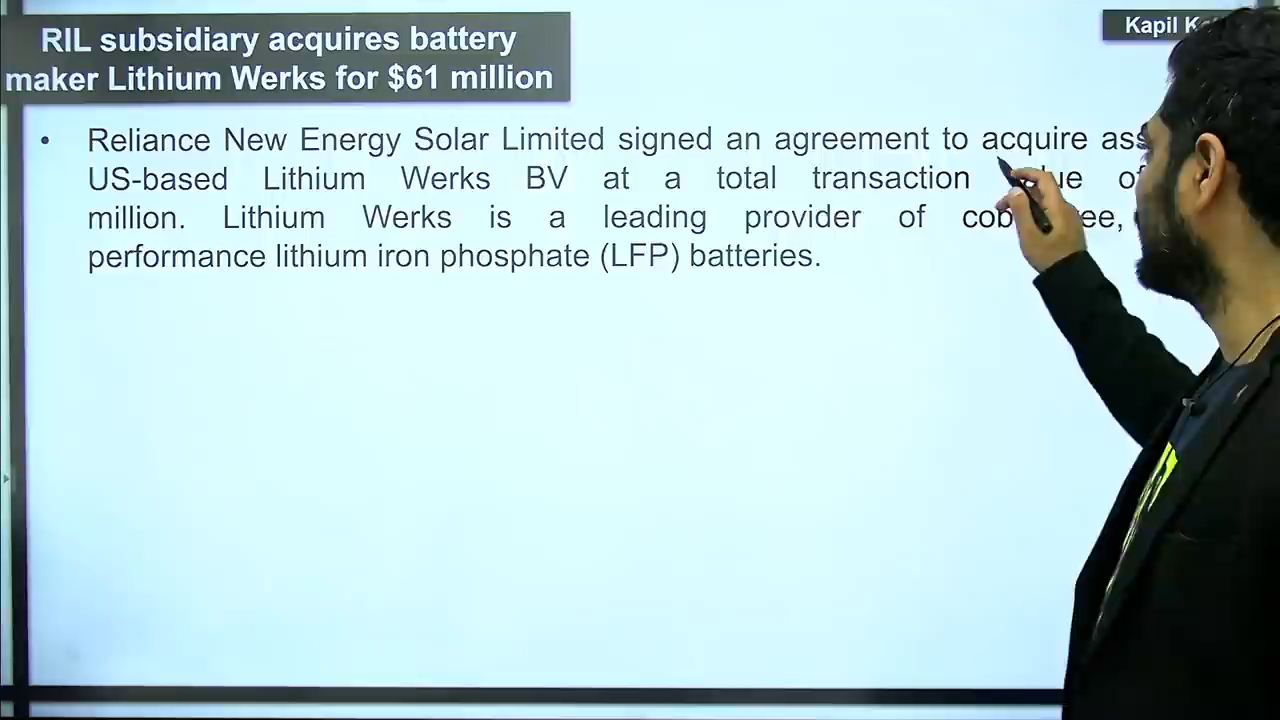 RIL subsidiary acquires battery
maker Lithium Werks for $61 million
Kapil
• Reliance New Energy Solar Limited signed an agreement to acquire
US-based Lithium Werks BV at a total transaction
million. Lithium Werks is a leading provider of
performance lithium iron phosphate (LFP) batteries.